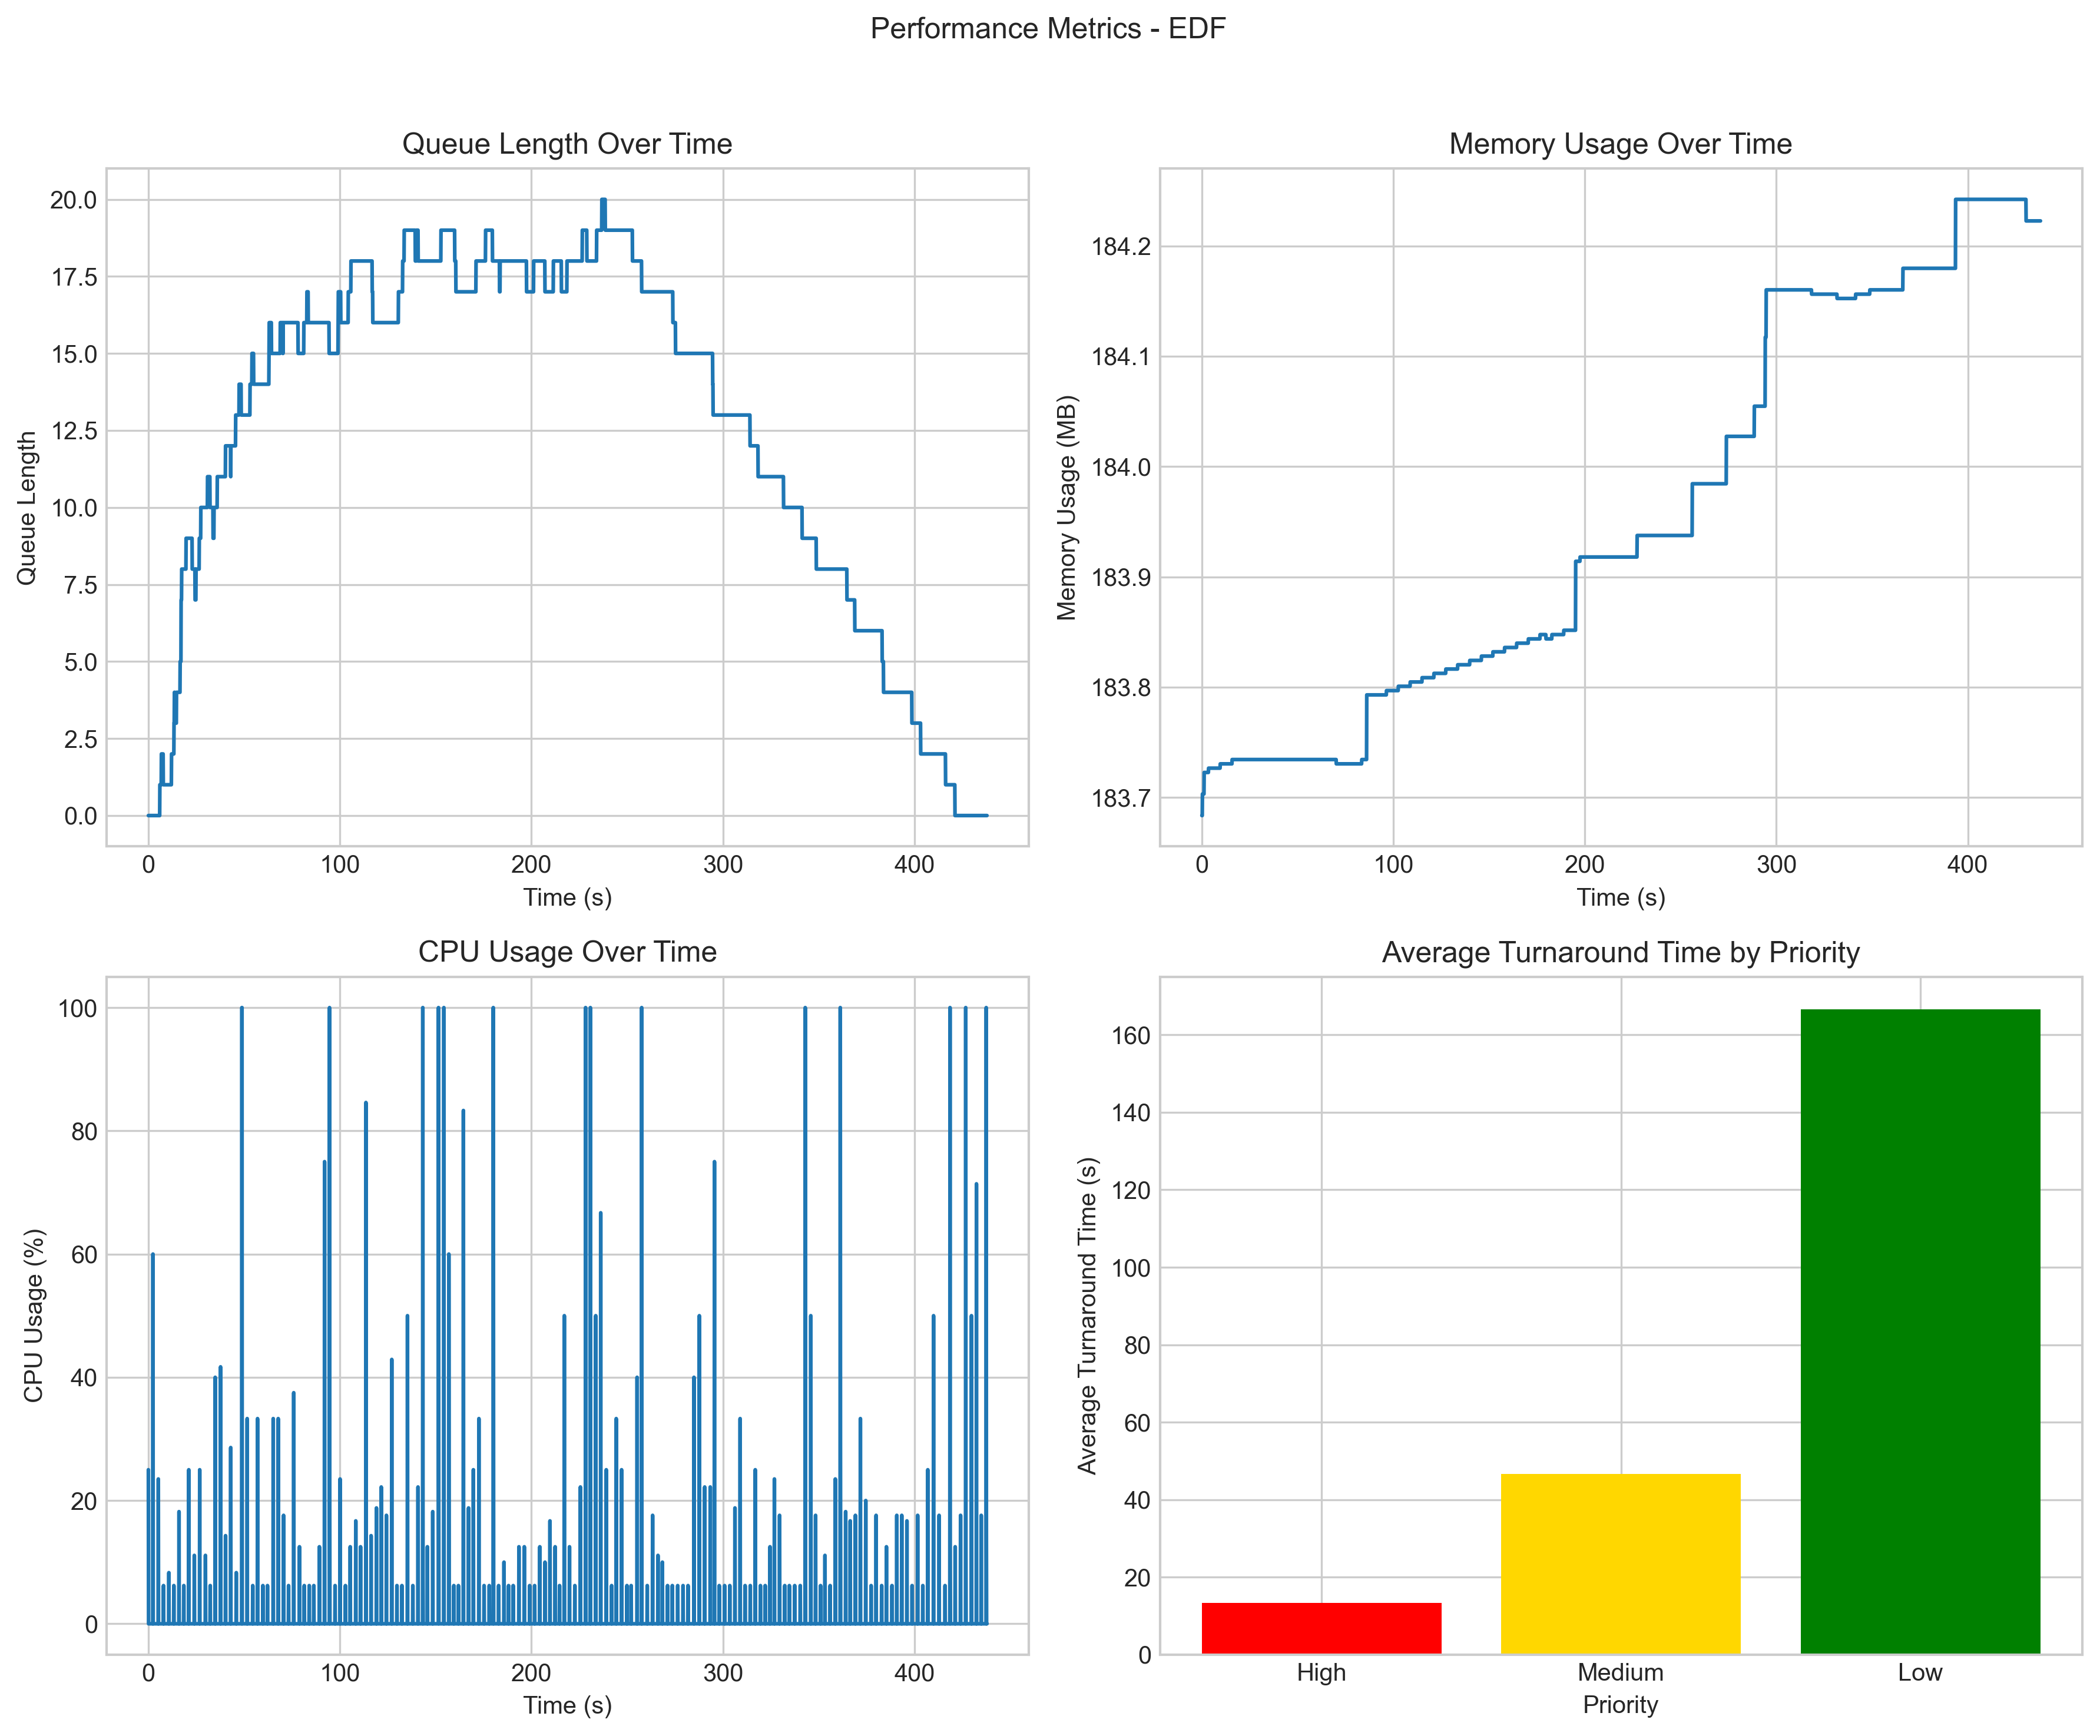 Performance Metrics - EDF
Queue Length Over Time
20.0
17.5
15.0
12.5
10.0
7.5
5.0
2.5
0.0
Queue Length
0 100 200 300 400
Time (s)
Memory Usage Over Time
184.2
184.1
184.0
183.9
183.8
183.7
Memory Usage (MB)
0 100 200 300 400
Time (s)
CPU Usage Over Time
100
80
60
40
20
0
CPU Usage (%)
0 100 200 300 400
Time (s)
Average Turnaround Time by Priority
160
140
120
100
80
60
40
20
0
Average Turnaround Time (s)
High Medium Low
Priority